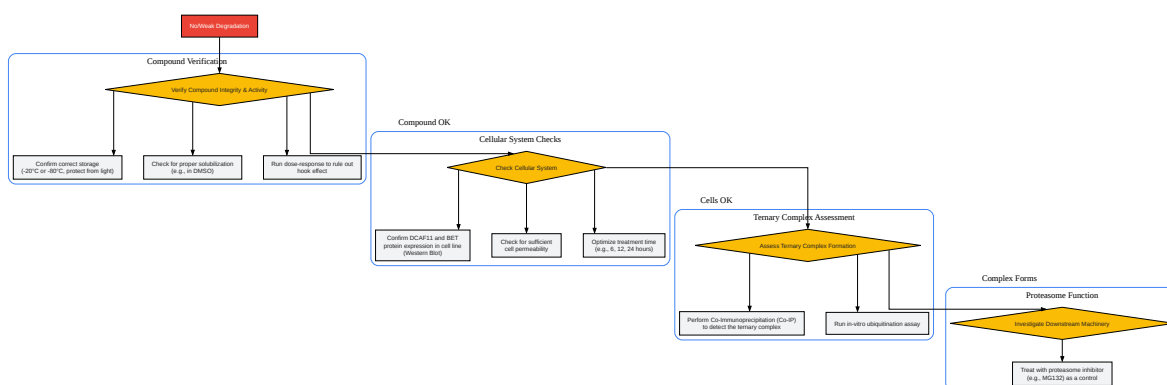 No/Weak Degradation
Compound Verification
Verify Compound Integrity & Activity
Confirm correct storage
(-20°C or -80°C, protect from light)
Check for proper solubilization
(e.g., in DMSO)
Run dose-response to rule out
hook effect
Compound OK
Cellular System Checks
Check Cellular System
Confirm DCAF11 and BET
protein expression in cell line
(Western Blot)
Check for sufficient
cell permeability
Optimize treatment time
(e.g., 6, 12, 24 hours)
Cells OK
Ternary Complex Assessment
Assess Ternary Complex Formation
Perform Co-Immunoprecipitation (Co-IP)
to detect the ternary complex
Run in-vitro ubiquitination assay
Complex Forms
Proteasome Function
Investigate Downstream Machinery
Treat with proteasome inhibitor
(e.g., MG132) as a control